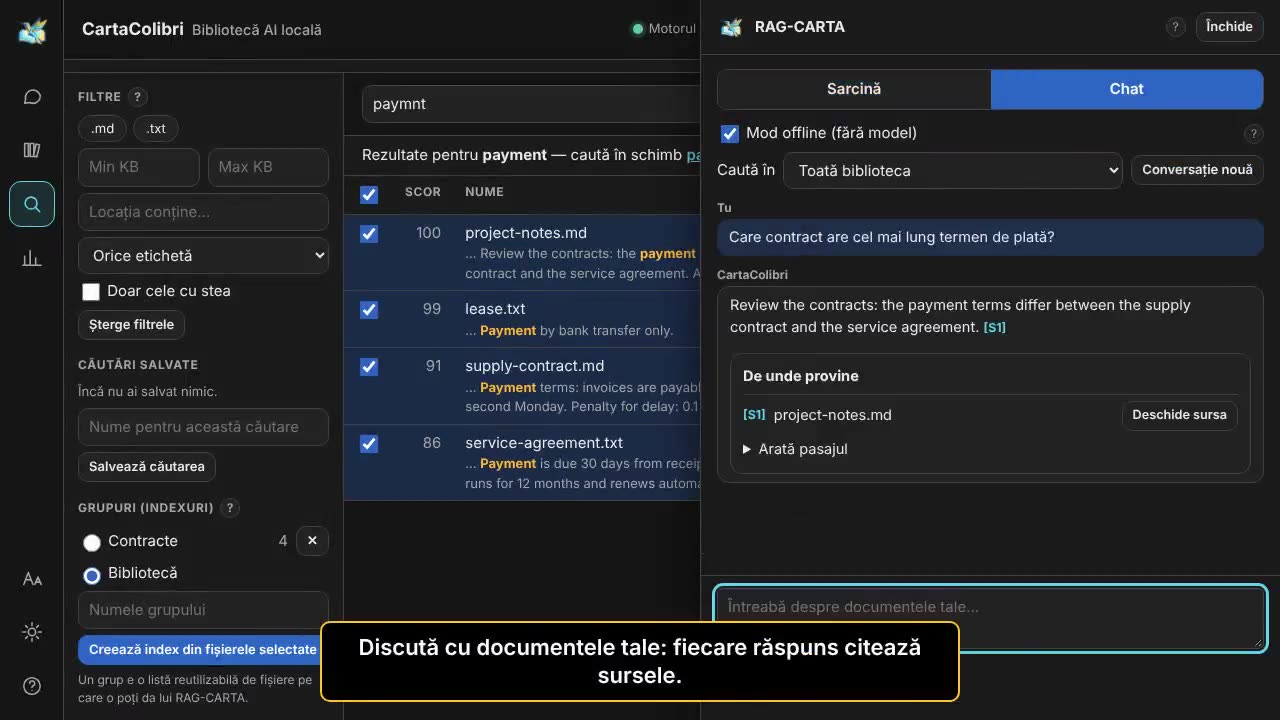 CartaColibri Bibliotecă AI locală
Motorul
FILTRE ?
.md .txt
Min KB Max KB
Locația conține...
Orice etichetă
Doar cele cu stea
Șterge filtrele
CĂUTĂRI SALVATE
Încă nu ai salvat nimic.
Nume pentru această căutare
Salvează căutarea
GRUPURI (INDEXURI) ?
Contracte 4 ×
Bibliotecă
Numele grupului
Creează index din fișierele selectate
Un grup e o listă reutilizabilă de fișiere pe
care o poți da lui RAG-CARTA.
paymnt
Rezultate pentru payment — caută în schimb
SCOR NUME
100 project-notes.md
... Review the contracts: the payment
contract and the service agreement.
99 lease.txt
... Payment by bank transfer only.
91 supply-contract.md
... Payment terms: invoices are payabl
second Monday. Penalty for delay: 0.1
86 service-agreement.txt
... Payment is due 30 days from receip
runs for 12 months and renews automa
RAG-CARTA ? Închide
Sarcină Chat
Mod offline (fără model) ?
Caută în Toată biblioteca Conversație nouă
Tu
Care contract are cel mai lung termen de plată?
CartaColibri
Review the contracts: the payment terms differ between the supply
contract and the service agreement. [S1]
De unde provine
[S1] project-notes.md Deschide sursa
Arată pasajul
Întreabă despre documentele tale...
Discută cu documentele tale: fiecare răspuns citează
sursele.
AA
?